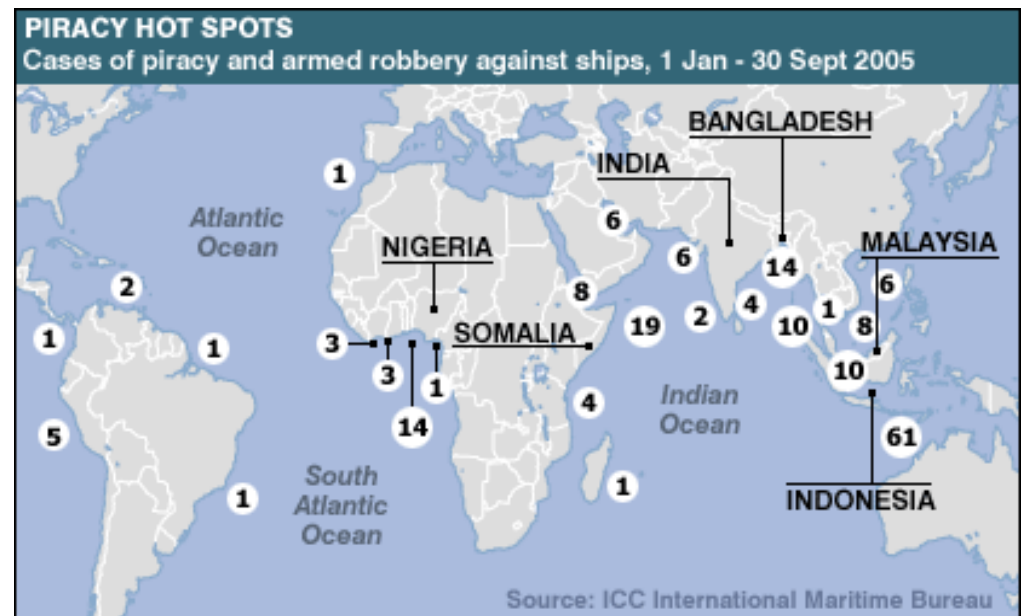 PIRACY HOT SPOTS
Cases of piracy and armed robbery against ships, 1 Jan - 30 Sept 2005
BANGLADESH
INDIA
1
Atlantic
Ocean
6
NIGERIA
MALAYSIA
6
14
2
8
6
4
2
1
19
10
8
1
1
3
SOMALIA
3
1
10
4
Indian
Ocean
14
5
61
South
Atlantic
Ocean
1
1
INDONESIA
Source: ICC International Maritime Bureau